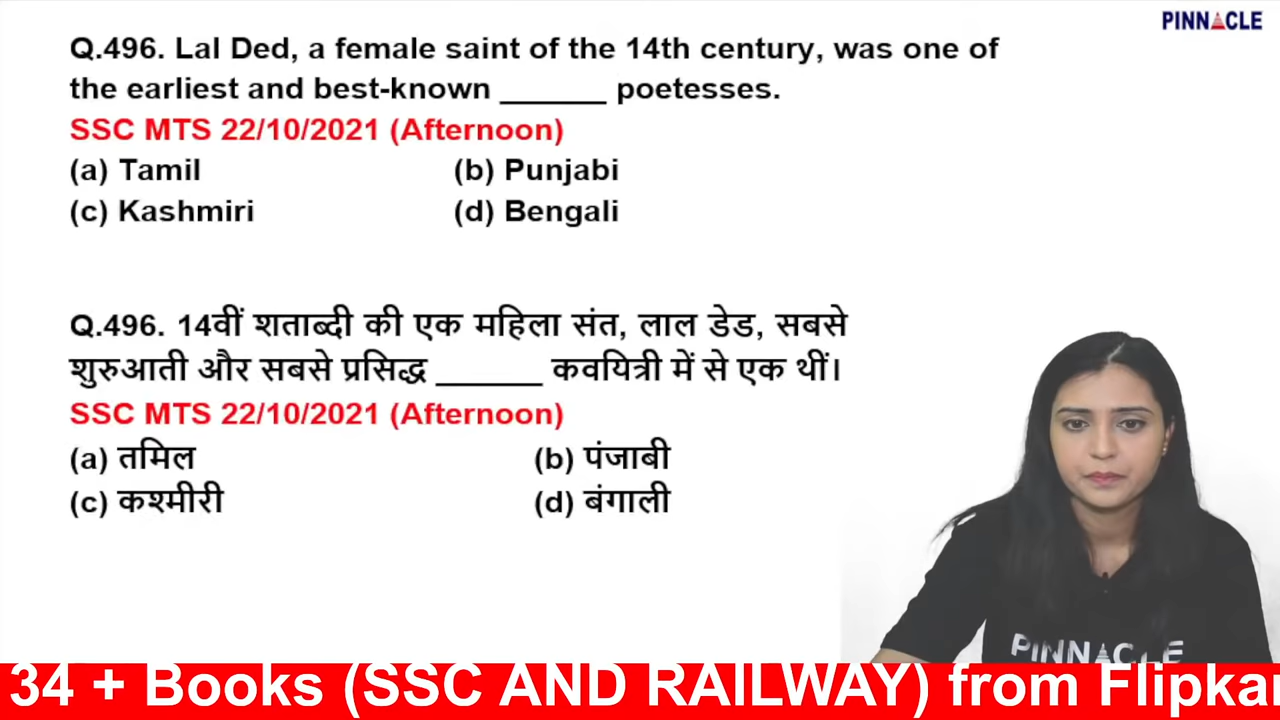 PINNACLE
Q.496. Lal Ded, a female saint of the 14th century, was one of
the earliest and best-known ______ poetesses.
SSC MTS 22/10/2021 (Afternoon)
(a) Tamil (b) Punjabi
(c) Kashmiri (d) Bengali
Q.496. 14वीं शताब्दी की एक महिला संत, लाल डेड, सबसे
शुरुआती और सबसे प्रसिद्ध ______ कवयित्री में से एक थीं।
SSC MTS 22/10/2021 (Afternoon)
(a) तमिल (b) पंजाबी
(c) कश्मीरी (d) बंगाली
PINNACLE
34 + Books (SSC AND RAILWAY) from Flipkar